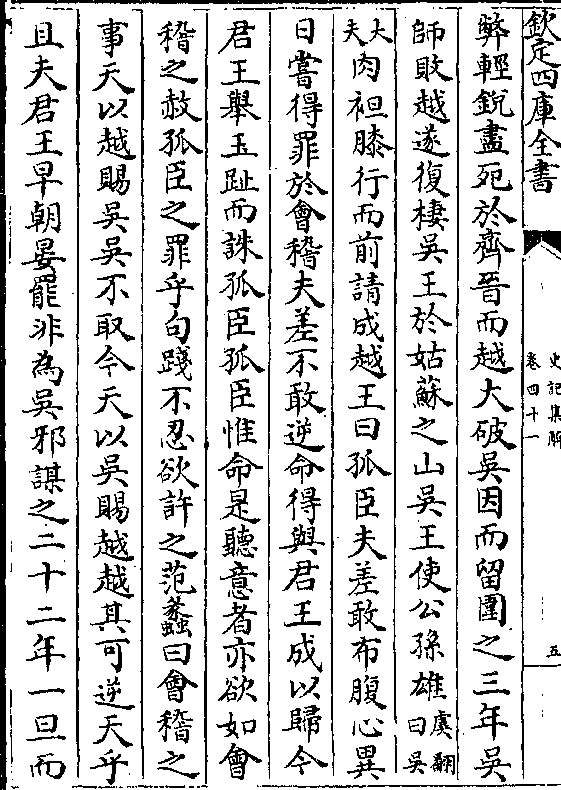 欽定四庫全書
史記集解
卷四十一
五
弊輕銳盡死於齊晉而越大破吳因而留圍之三年吳
師敗越遂復棲吳王於姑蘇之山吳王使公孫雄虞翻曰吳
大夫肉袒膝行而前請成越王曰孤臣夫差敢布腹心異
日嘗得罪於會稽夫差不敢逆命得與君王成以歸今
君王舉玉趾而誅孤臣孤臣惟命是聽意者亦欲如會
稽之赦孤臣之罪乎句踐不忍欲許之范蠡曰會稽之
事天以越賜吳吳不取今天以吳賜越越其可逆天乎
且夫君王早朝晏罷非為吳邪謀之二十二年一旦而